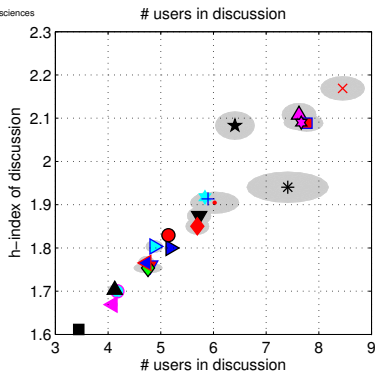 sciences
# users in discussion
h−index of discussion
2.3
2.2
2.1
2
1.9
1.8
1.7
1.6
3 4 5 6 7 8 9
# users in discussion